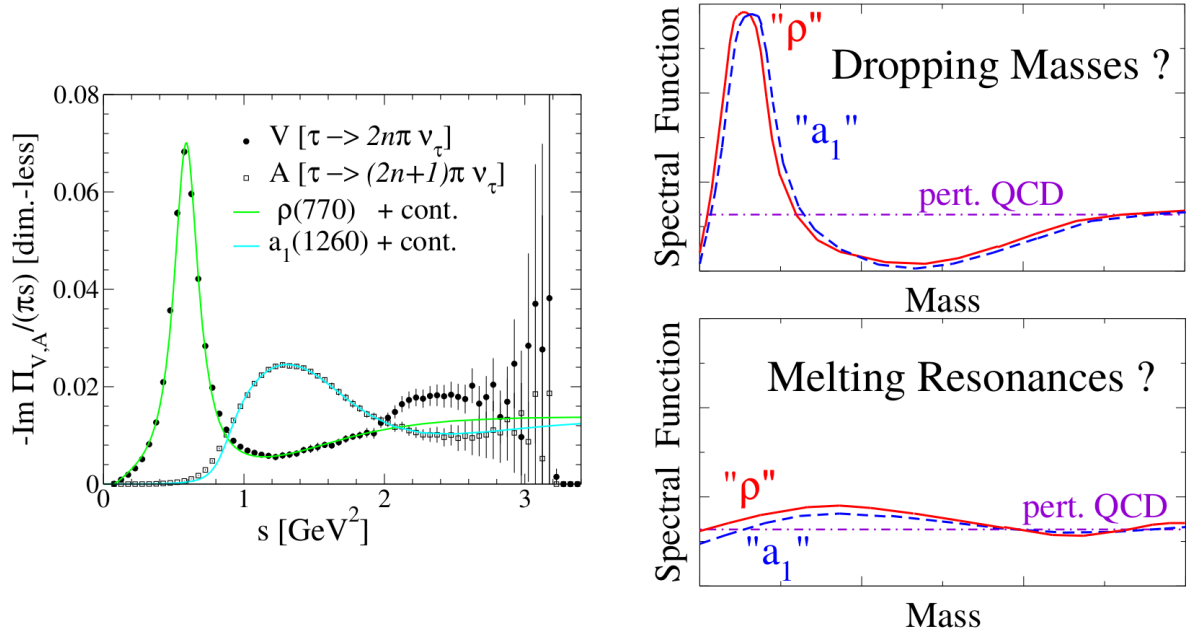 -Im Π_{V,A}/(πs) [dim.-less]
0.08
0.06
0.04
0.02
0
V [τ -> 2nπ ν_τ]
A [τ -> (2n+1)π ν_τ]
ρ(770) + cont.
a_1(1260) + cont.
0 1 2 3
s [GeV^2]
Spectral Function
"ρ"
Dropping Masses ?
"a_1"
pert. QCD
Mass
Spectral Function
Melting Resonances ?
"ρ"
pert. QCD
"a_1"
Mass